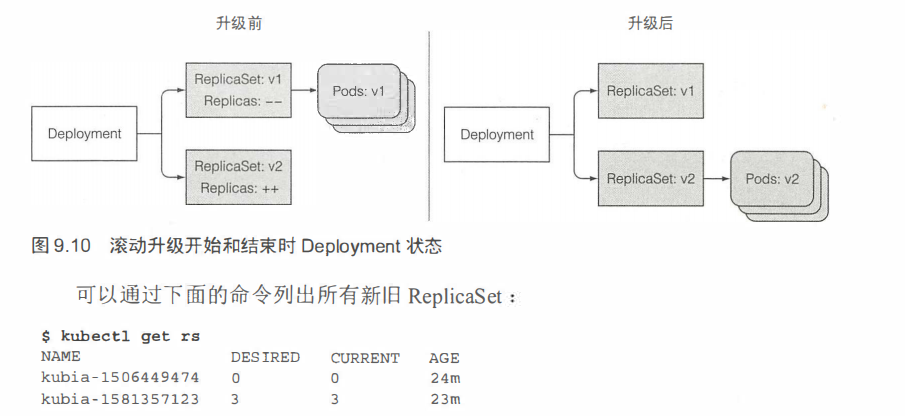 升级前
升级后
ReplicaSet: v1
Replicas: --
Pods: v1
Deployment
ReplicaSet: v2
Replicas: ++
ReplicaSet: v1
Deployment
ReplicaSet: v2
Pods: v2
图 9.10 滚动升级开始和结束时 Deployment 状态
可以通过下面的命令列出所有新旧 ReplicaSet：
$ kubectl get rs
NAME DESIRED CURRENT AGE
kubia-1506449474 0 0 24m
kubia-1581357123 3 3 23m